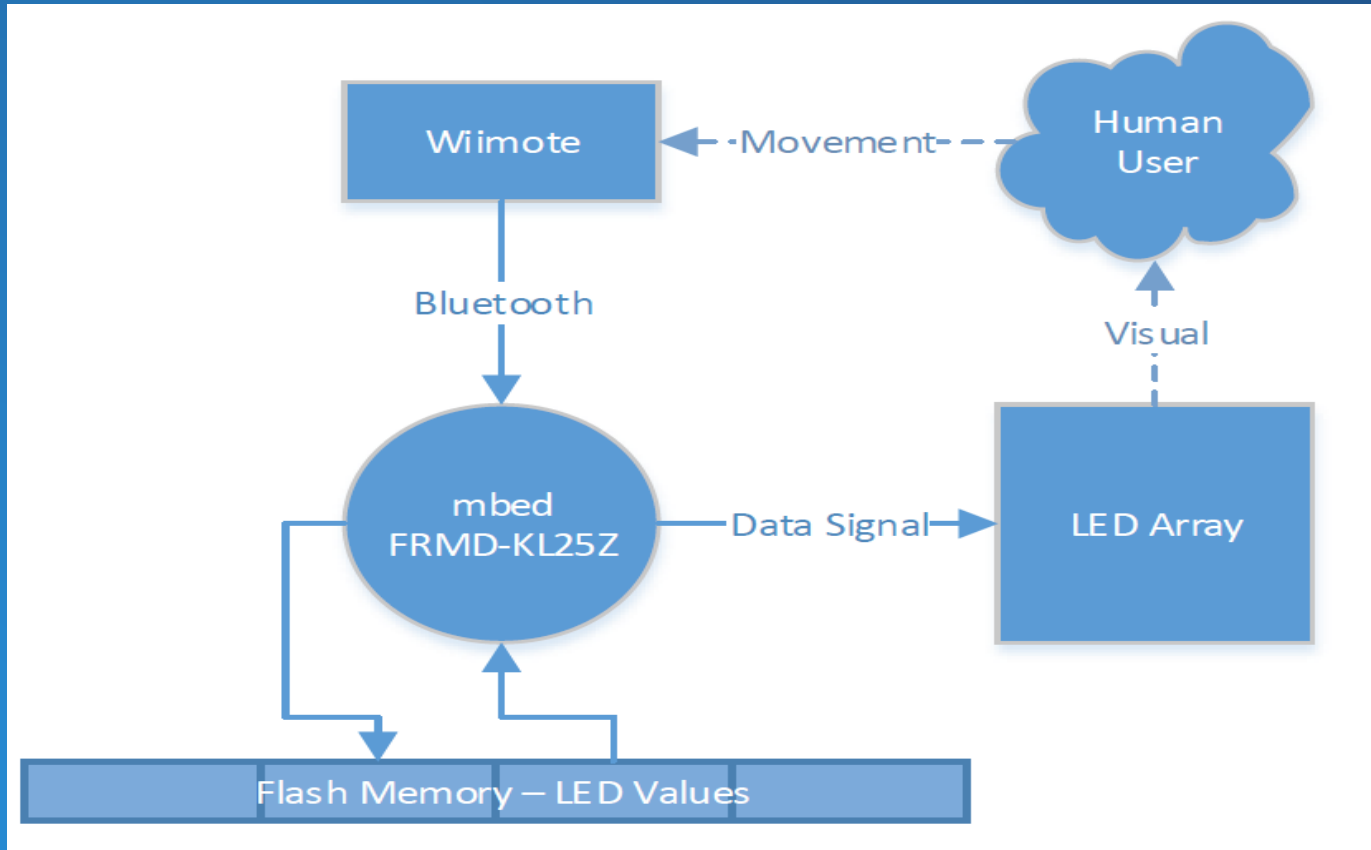 Wiimote
Movement
Human
User
Bluetooth
Visual
mbed
FRMD-KL25Z
Data Signal
LED Array
Flash Memory – LED Values